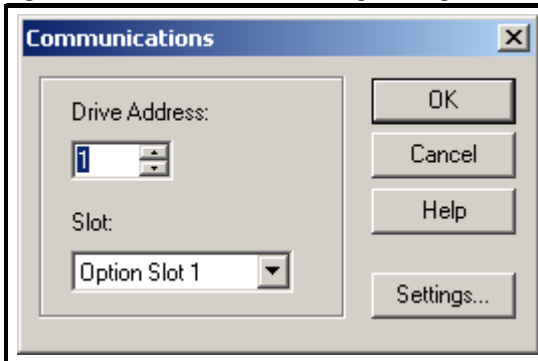 Communications
Drive Address:
1
Slot:
Option Slot 1
OK
Cancel
Help
Settings...